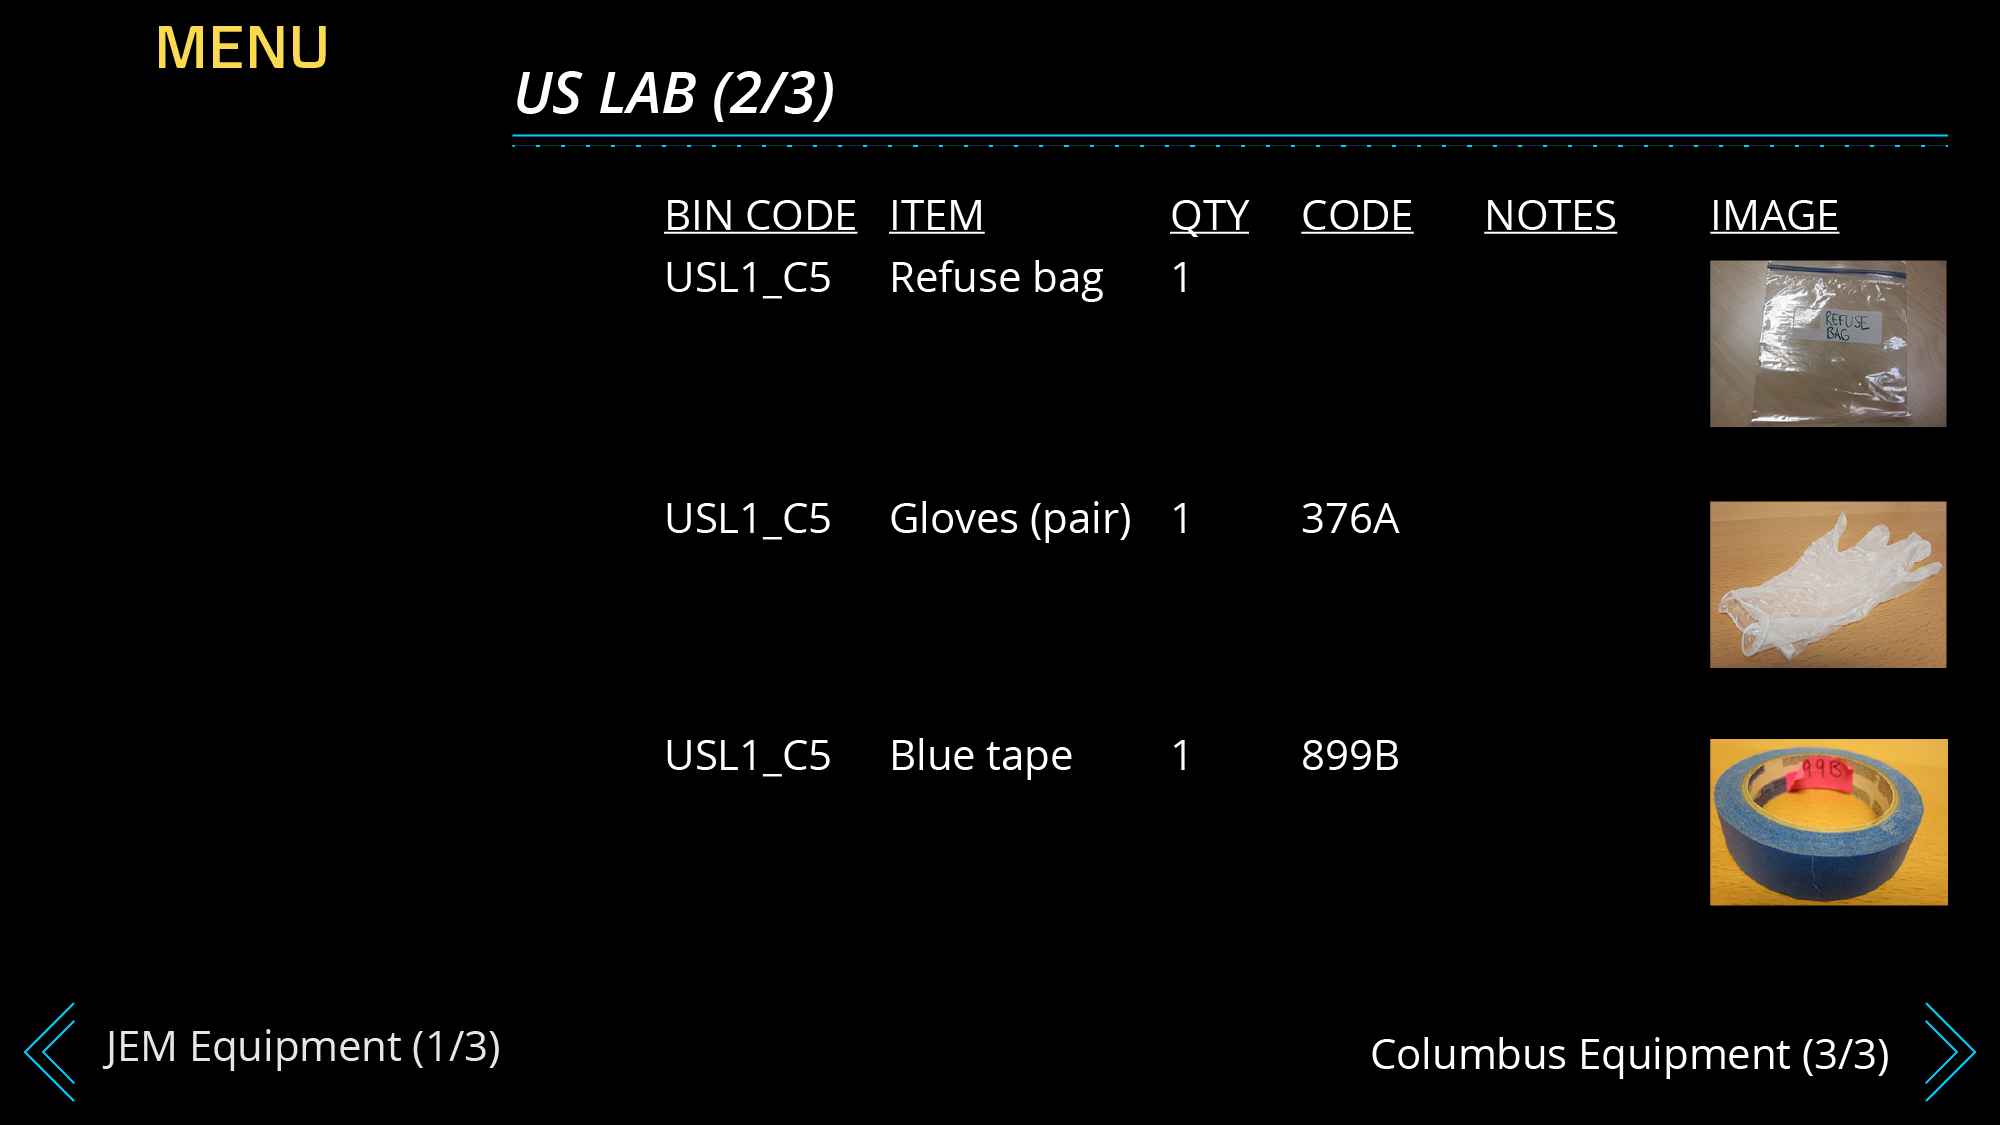 MENU
US LAB (2/3)
BIN CODE ITEM QTY CODE NOTES IMAGE
USL1_C5 Refuse bag 1
REFUSE
BAG
USL1_C5 Gloves (pair) 1 376A
USL1_C5 Blue tape 1 899B
99B
JEM Equipment (1/3)
Columbus Equipment (3/3)